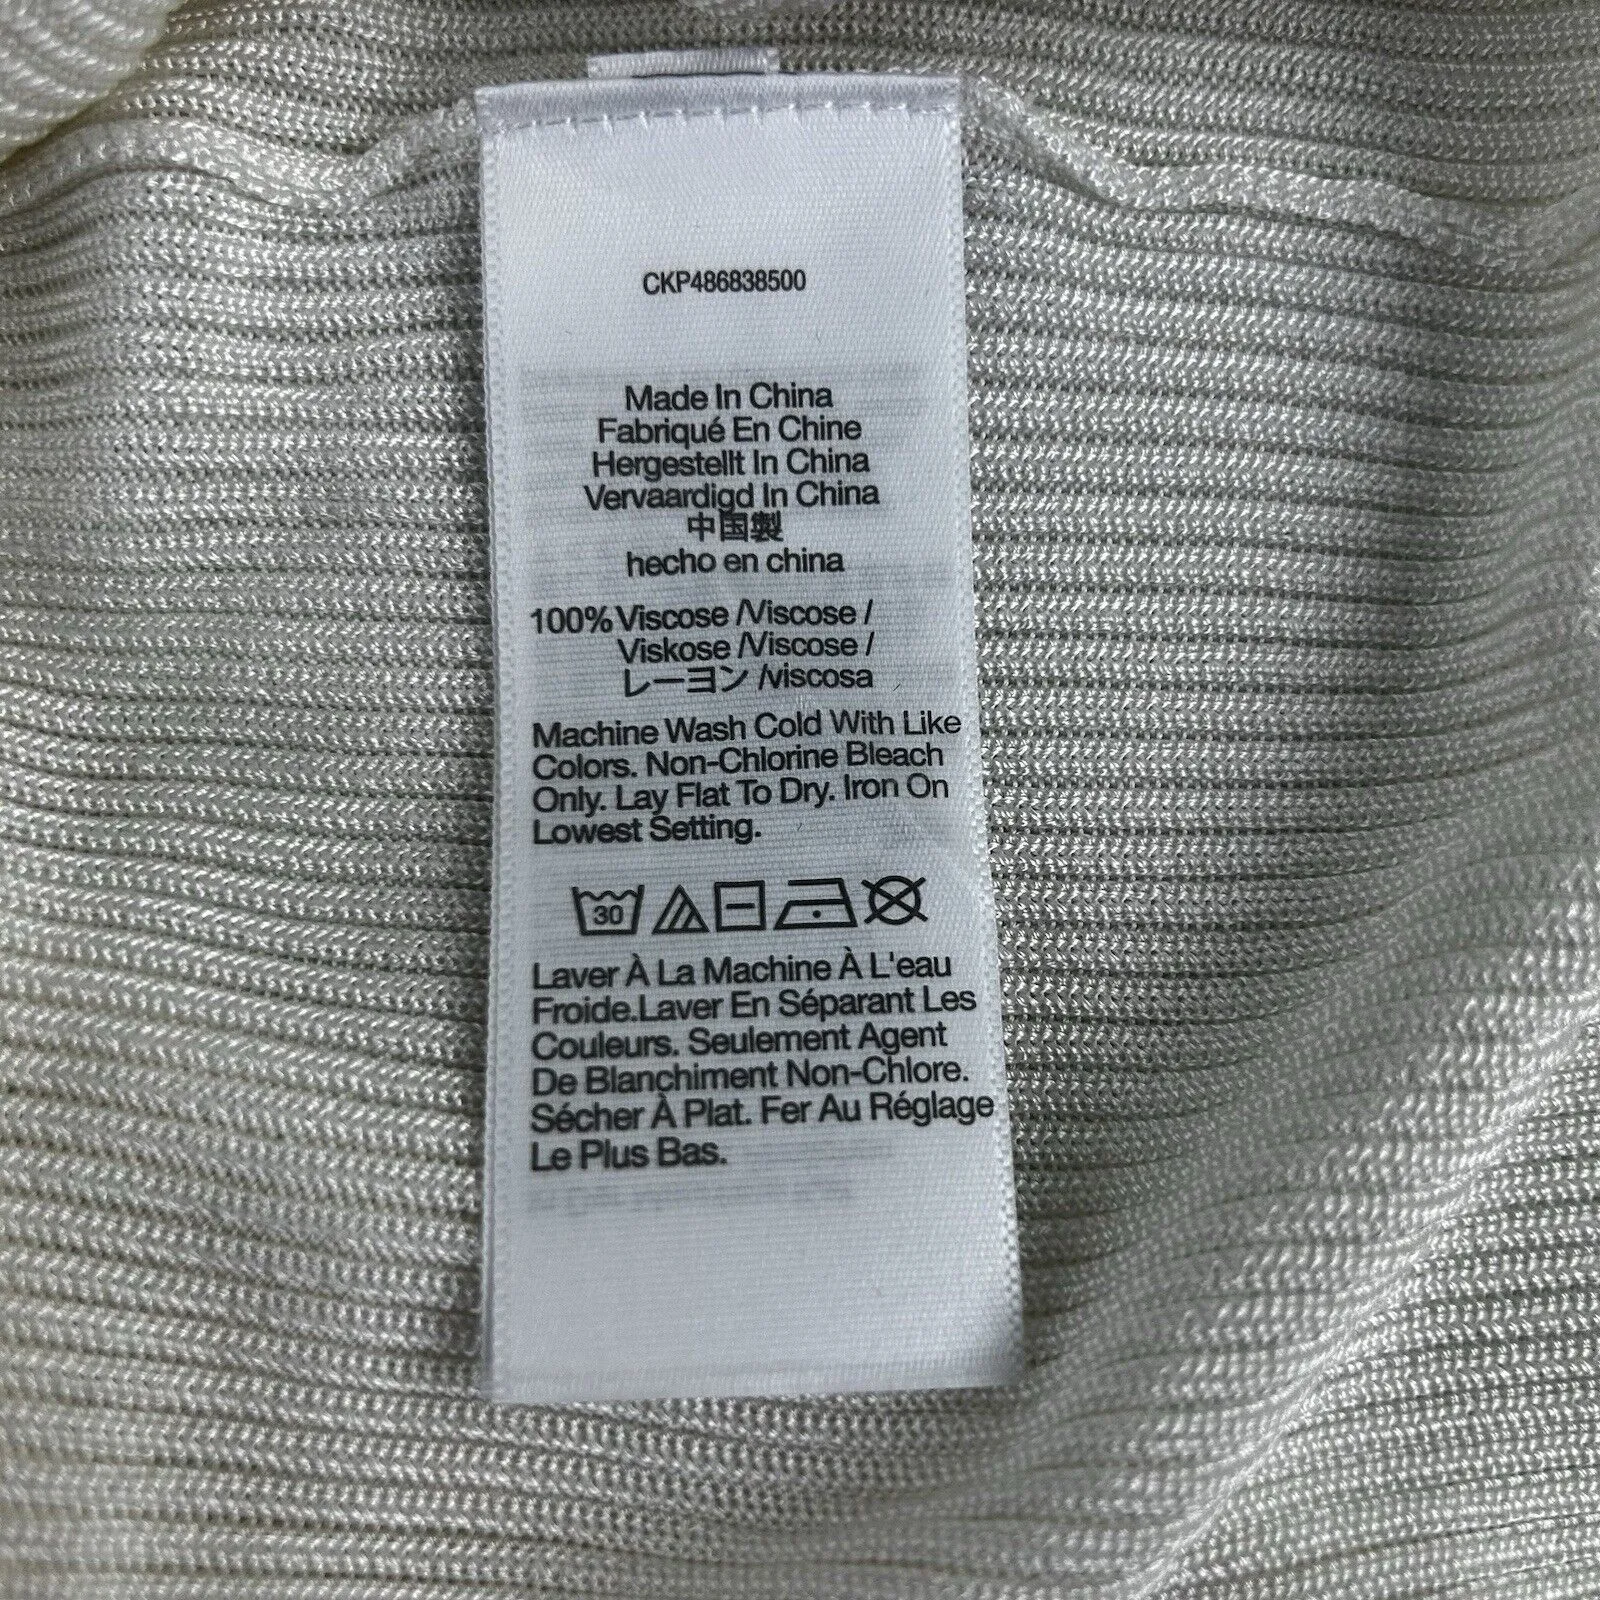 CKP486838500
Made In China
Fabriqué En Chine
Hergestellt In China
Vervaardigd In China
中国製
hecho en china
100% Viscose /Viscose /
Viskose /Viscose /
レーヨン /viscosa
Machine Wash Cold With Like
Colors. Non-Chlorine Bleach
Only. Lay Flat To Dry. Iron On
Lowest Setting.
30
Laver À La Machine À L'eau
Froide.Laver En Séparant Les
Couleurs. Seulement Agent
De Blanchiment Non-Chlore.
Sécher À Plat. Fer Au Réglage
Le Plus Bas.